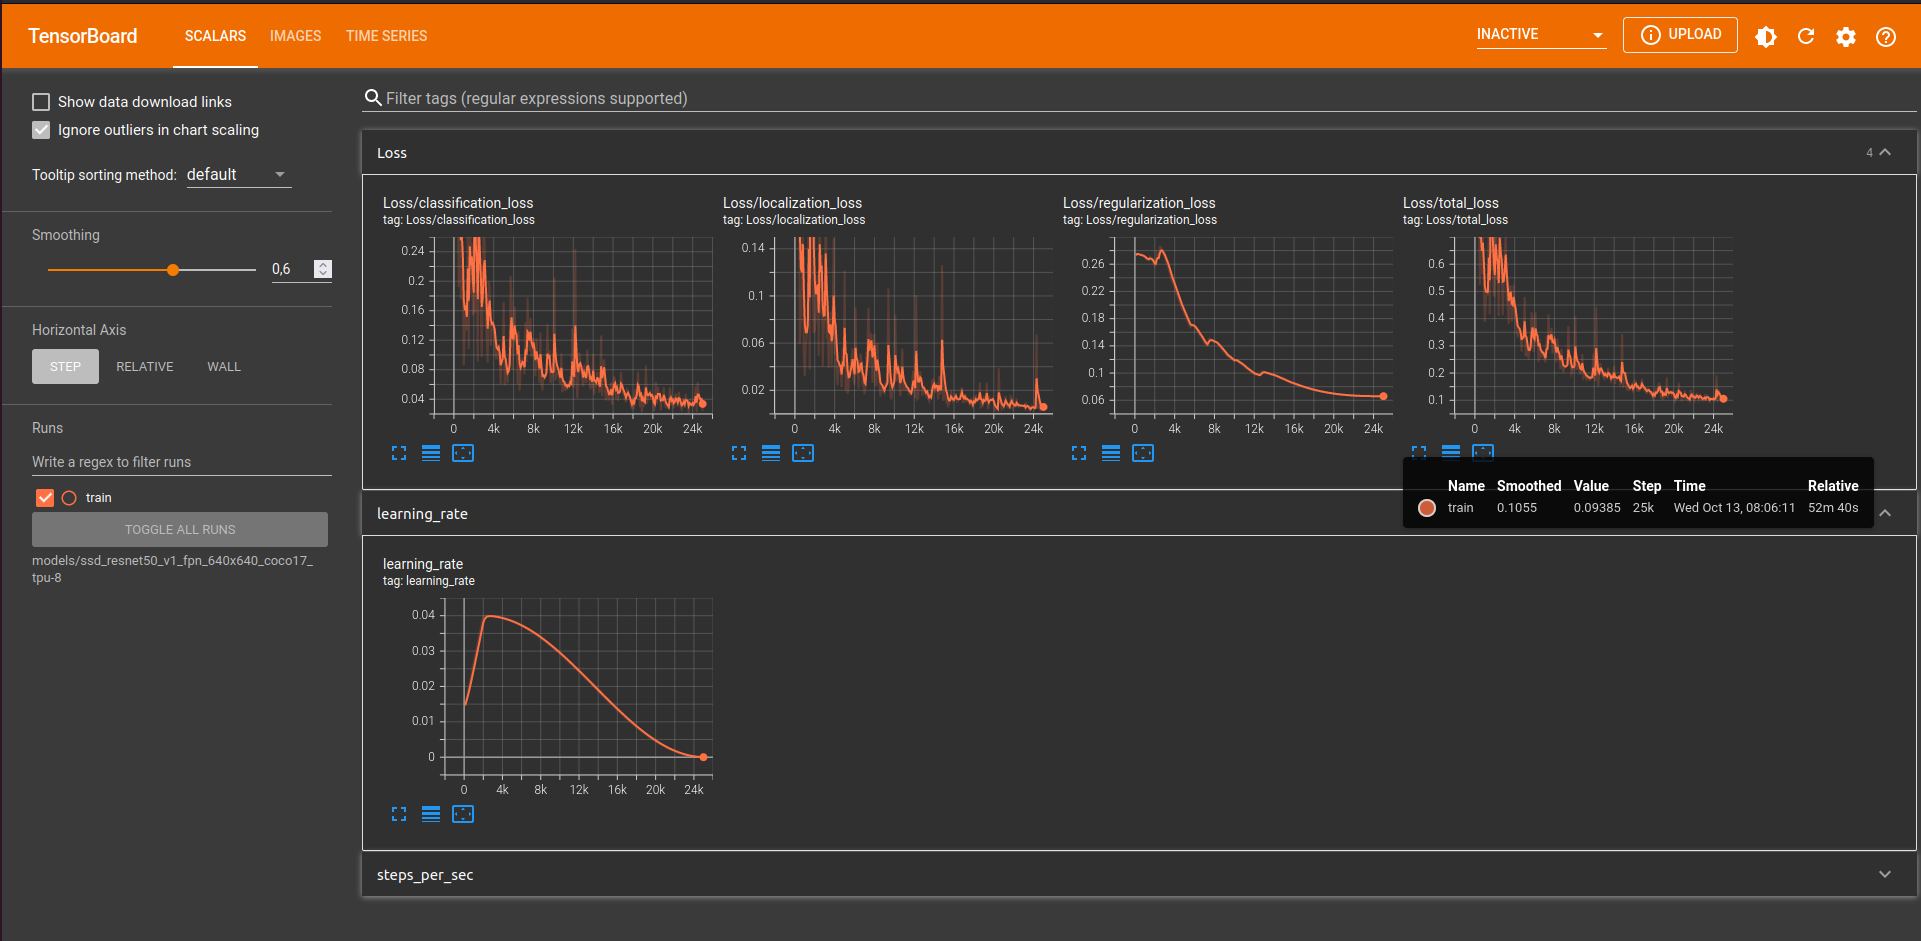 TensorBoard
SCALARS IMAGES TIME SERIES
INACTIVE
UPLOAD
Show data download links
Ignore outliers in chart scaling
Tooltip sorting method: default
Smoothing
0,6
Horizontal Axis
STEP RELATIVE WALL
Runs
Write a regex to filter runs
train
TOGGLE ALL RUNS
models/ssd_resnet50_v1_fpn_640x640_coco17_
tpu-8
Filter tags (regular expressions supported)
Loss
4
Loss/classification_loss
tag: Loss/classification_loss
0.24
0.2
0.16
0.12
0.08
0.04
0 4k 8k 12k 16k 20k 24k
Loss/localization_loss
tag: Loss/localization_loss
0.14
0.1
0.06
0.02
0 4k 8k 12k 16k 20k 24k
Loss/regularization_loss
tag: Loss/regularization_loss
0.26
0.22
0.18
0.14
0.1
0.06
0 4k 8k 12k 16k 20k 24k
Loss/total_loss
tag: Loss/total_loss
0.6
0.5
0.4
0.3
0.2
0.1
0 4k 8k 12k 16k 20k 24k
Name Smoothed Value Step Time Relative
train 0.1055 0.09385 25k Wed Oct 13, 08:06:11 52m 40s
learning_rate
learning_rate
tag: learning_rate
0.04
0.03
0.02
0.01
0
0 4k 8k 12k 16k 20k 24k
steps_per_sec